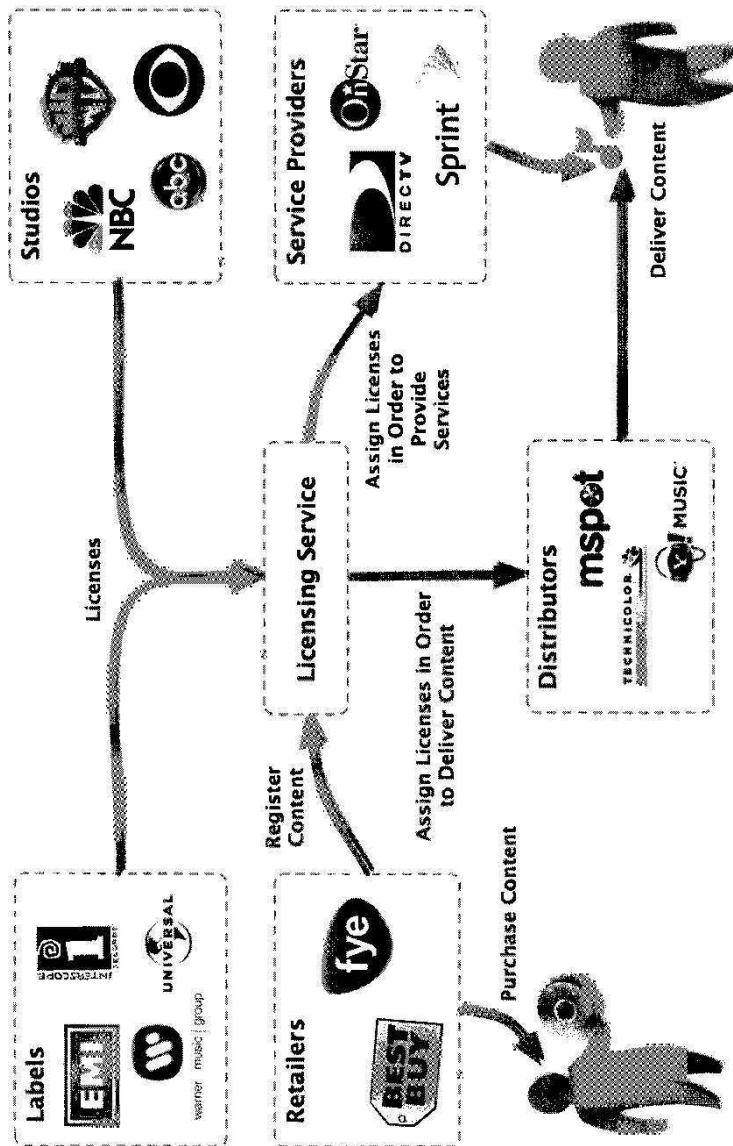 Labels
EMI
INTERSCOPE
RECORDS
warner music group
UNIVERSAL
Licenses
Studios
NBC
abc
Retailers
BEST
BUY
fye
Register
Content
Licensing Service
Assign Licenses
in Order to
Provide
Services
Service Providers
DIRECTV
OnStar
Sprint
Purchase Content
Assign Licenses in Order
to Deliver Content
Distributors
mspot
TECHNICOLOR
Y! MUSIC
Deliver Content